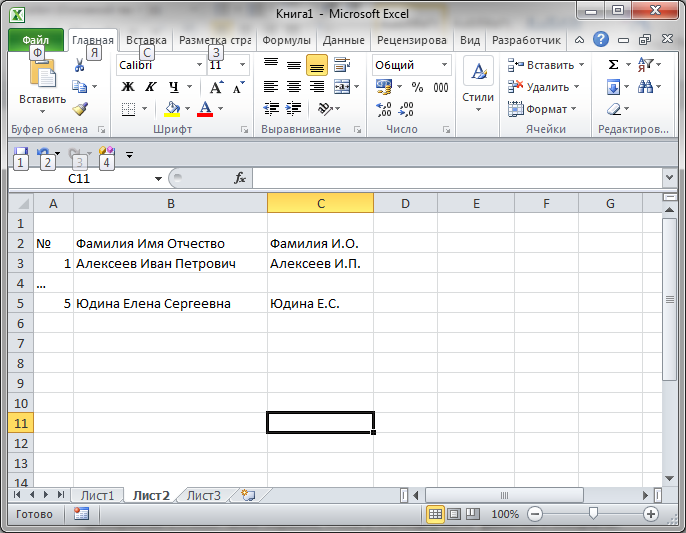 Книга1 - Microsoft Excel
Файл Главная Вставка Разметка стра Формулы Данные Рецензирова Вид Разработчик
Ф Я С З
Вставить
Calibri 11
Ж К Ч
Общий
% 000
Стили
Вставить
Удалить
Формат
Буфер обмена Шрифт Выравнивание Число Ячейки Редактиров...
1 2 3 4
C11 fx
A B C D E F G
1
2 № Фамилия Имя Отчество Фамилия И.О.
3 1 Алексеев Иван Петрович Алексеев И.П.
4 ...
5 5 Юдина Елена Сергеевна Юдина Е.С.
6
7
8
9
10
11
12
13
14
Лист1 Лист2 Лист3
Готово 100%